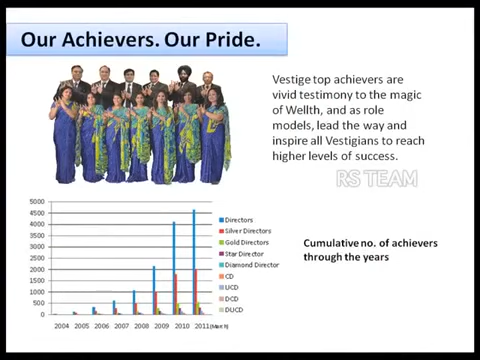 Our Achievers. Our Pride.
Vestige top achievers are
vivid testimony to the magic
of Wellth, and as role
models, lead the way and
inspire all Vestigians to reach
higher levels of success.
RS TEAM
5000
4500
4000
3500
3000
2500
2000
1500
1000
500
0
2004 2005 2006 2007 2008 2009 2010 2011(Mar 9)
Directors
Silver Directors
Gold Directors
Star Director
Diamond Director
CD
UCD
DCD
DUCD
Cumulative no. of achievers
through the years